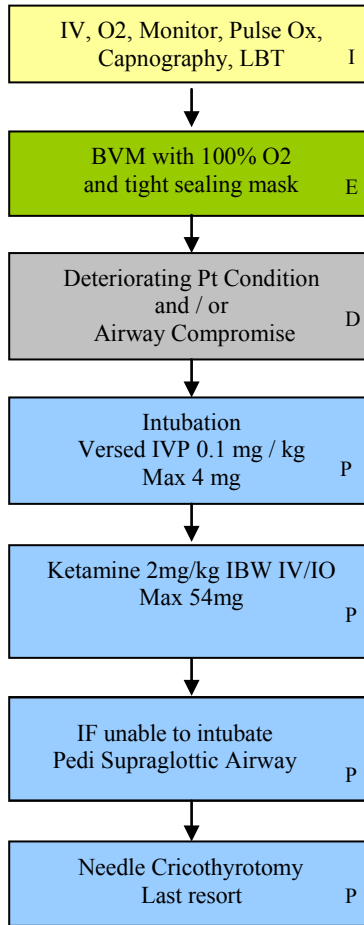 IV, O2, Monitor, Pulse Ox,
Capnography, LBT
I
BVM with 100% O2
and tight sealing mask
E
Deteriorating Pt Condition
and / or
Airway Compromise
D
Intubation
Versed IVP 0.1 mg / kg
Max 4 mg
P
Ketamine 2mg/kg IBW IV/IO
Max 54mg
P
IF unable to intubate
Pedi Supraglottic Airway
P
Needle Cricothyrotomy
Last resort
P